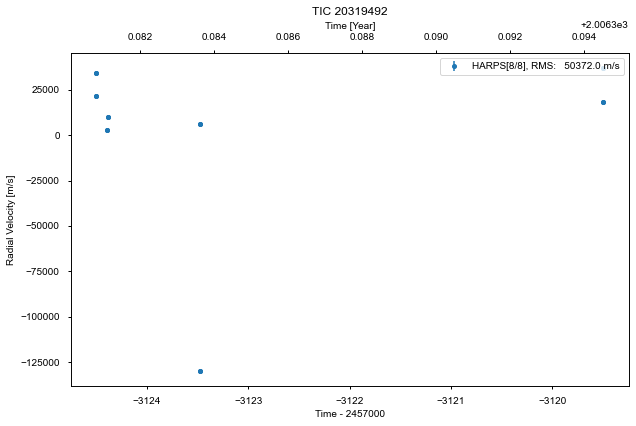 TIC 20319492
Time [Year]
+2.0063e3
0.082 0.084 0.086 0.088 0.090 0.092 0.094
HARPS[8/8], RMS: 50372.0 m/s
25000
0
−25000
−50000
−75000
−100000
−125000
Radial Velocity [m/s]
−3124 −3123 −3122 −3121 −3120
Time - 2457000